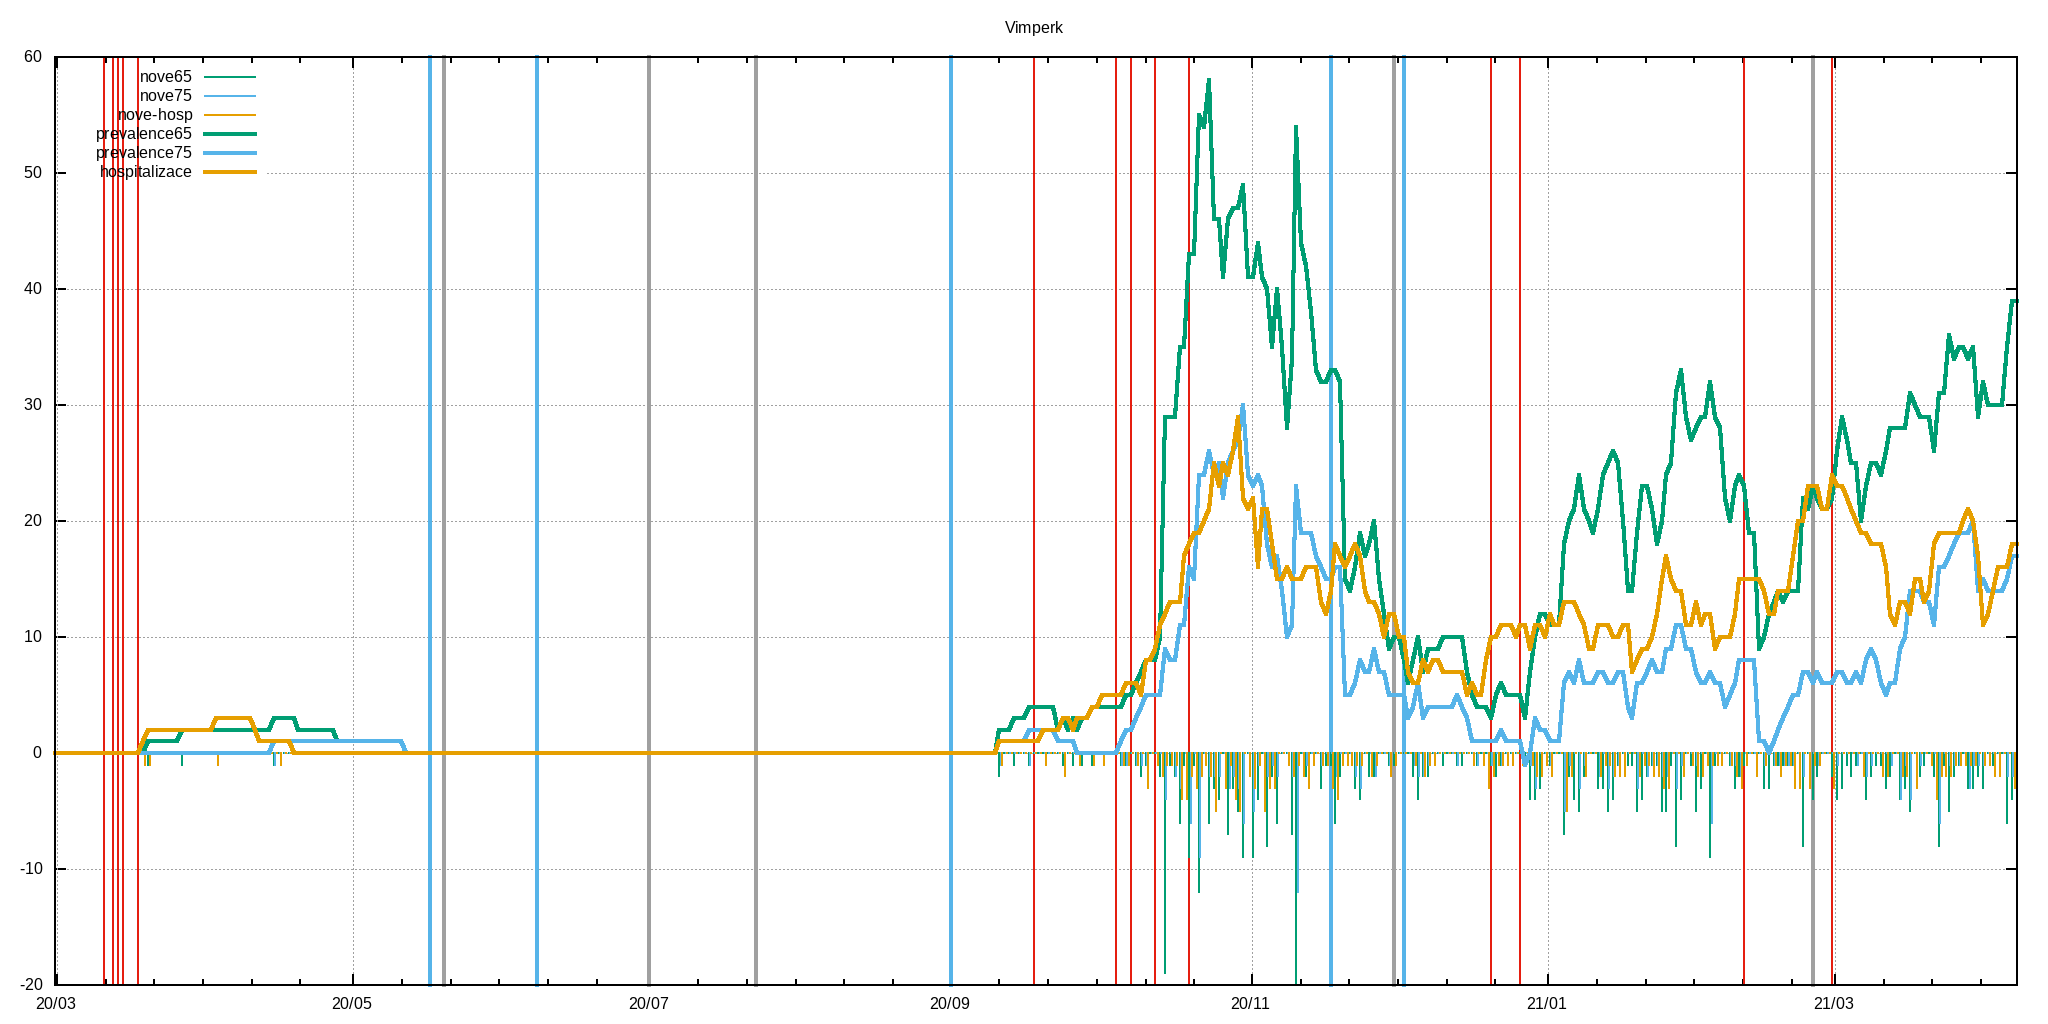 Vimperk
60
50
40
30
20
10
0
-10
-20
nove65
nove75
nove-hosp
prevalence65
prevalence75
hospitalizace
20/03 20/05 20/07 20/09 20/11 21/01 21/03